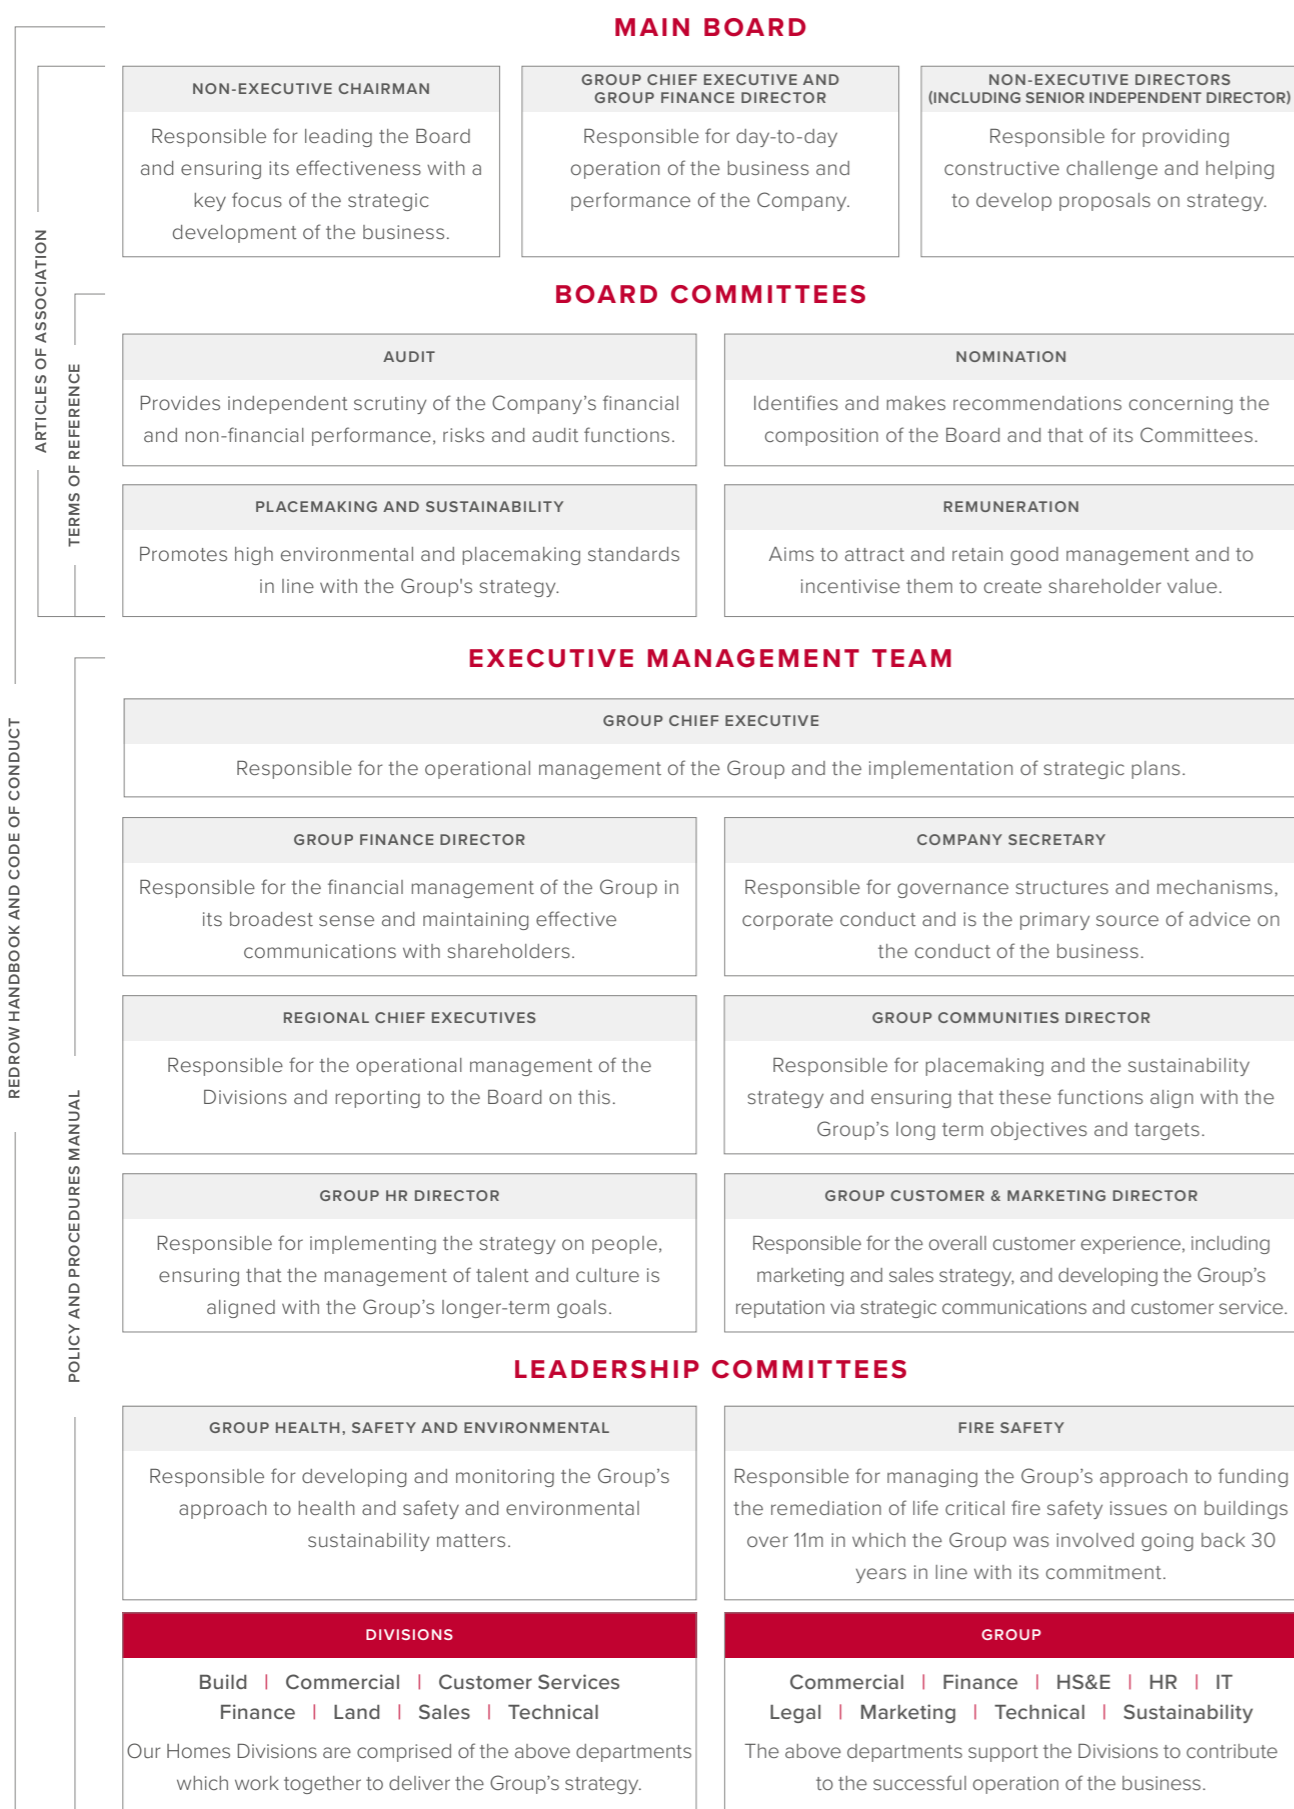 MAIN BOARD
NON-EXECUTIVE CHAIRMAN
Responsible for leading the Board
and ensuring its effectiveness with a
key focus of the strategic
development of the business.
GROUP CHIEF EXECUTIVE AND
GROUP FINANCE DIRECTOR
Responsible for day-to-day
operation of the business and
performance of the Company.
NON-EXECUTIVE DIRECTORS
(INCLUDING SENIOR INDEPENDENT DIRECTOR)
Responsible for providing
constructive challenge and helping
to develop proposals on strategy.
ARTICLES OF ASSOCIATION
TERMS OF REFERENCE
BOARD COMMITTEES
AUDIT
Provides independent scrutiny of the Company’s financial
and non-financial performance, risks and audit functions.
NOMINATION
Identifies and makes recommendations concerning the
composition of the Board and that of its Committees.
PLACEMAKING AND SUSTAINABILITY
Promotes high environmental and placemaking standards
in line with the Group's strategy.
REMUNERATION
Aims to attract and retain good management and to
incentivise them to create shareholder value.
REDROW HANDBOOK AND CODE OF CONDUCT
POLICY AND PROCEDURES MANUAL
EXECUTIVE MANAGEMENT TEAM
GROUP CHIEF EXECUTIVE
Responsible for the operational management of the Group and the implementation of strategic plans.
GROUP FINANCE DIRECTOR
Responsible for the financial management of the Group in
its broadest sense and maintaining effective
communications with shareholders.
COMPANY SECRETARY
Responsible for governance structures and mechanisms,
corporate conduct and is the primary source of advice on
the conduct of the business.
REGIONAL CHIEF EXECUTIVES
Responsible for the operational management of the
Divisions and reporting to the Board on this.
GROUP COMMUNITIES DIRECTOR
Responsible for placemaking and the sustainability
strategy and ensuring that these functions align with the
Group’s long term objectives and targets.
GROUP HR DIRECTOR
Responsible for implementing the strategy on people,
ensuring that the management of talent and culture is
aligned with the Group’s longer-term goals.
GROUP CUSTOMER & MARKETING DIRECTOR
Responsible for the overall customer experience, including
marketing and sales strategy, and developing the Group’s
reputation via strategic communications and customer service.
LEADERSHIP COMMITTEES
GROUP HEALTH, SAFETY AND ENVIRONMENTAL
Responsible for developing and monitoring the Group’s
approach to health and safety and environmental
sustainability matters.
FIRE SAFETY
Responsible for managing the Group’s approach to funding
the remediation of life critical fire safety issues on buildings
over 11m in which the Group was involved going back 30
years in line with its commitment.
DIVISIONS
Build | Commercial | Customer Services
Finance | Land | Sales | Technical
Our Homes Divisions are comprised of the above departments
which work together to deliver the Group’s strategy.
GROUP
Commercial | Finance | HS&E | HR | IT
Legal | Marketing | Technical | Sustainability
The above departments support the Divisions to contribute
to the successful operation of the business.